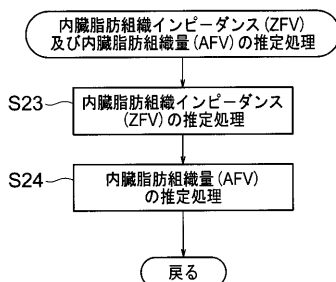 内臓脂肪組織インピーダンス(ZFV)
及び内臓脂肪組織量(AFV)の推定処理
S23
内臓脂肪組織インピーダンス
(ZFV)の推定処理
S24
内臓脂肪組織量(AFV)
の推定処理
戻る